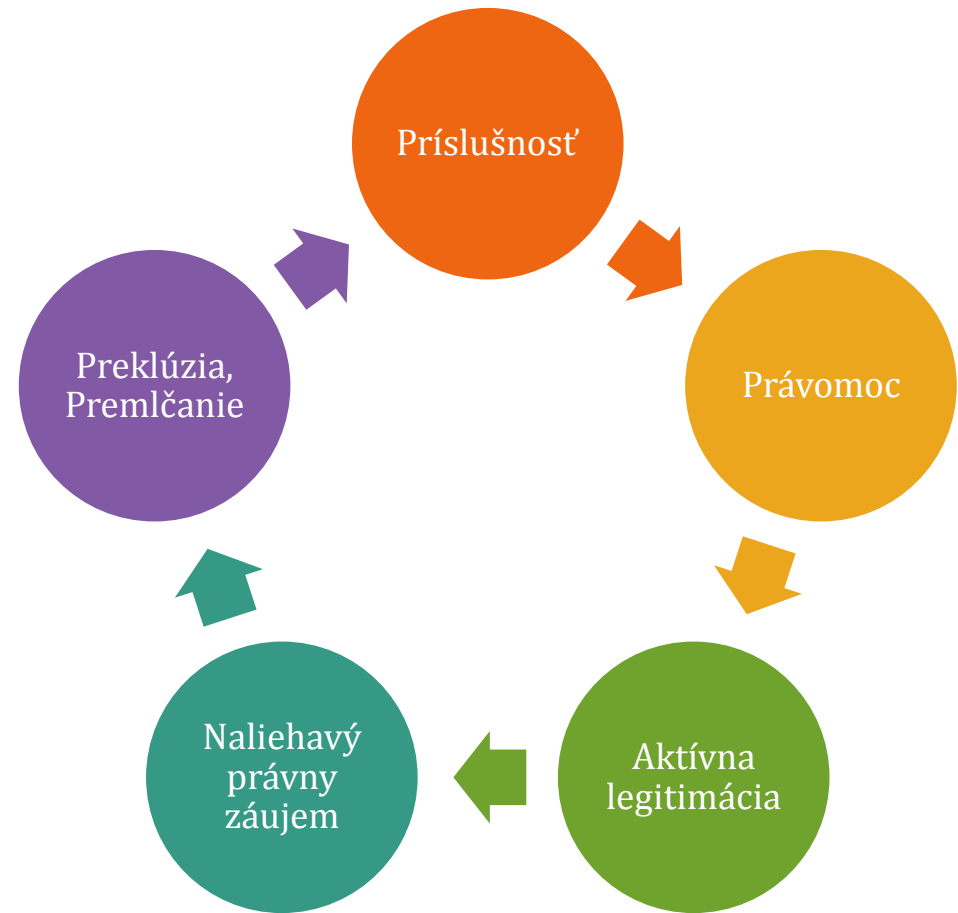 Príslušnosť
Právomoc
Aktívna
legitimácia
Naliehavý
právny
záujem
Preklúzia,
Premlčanie